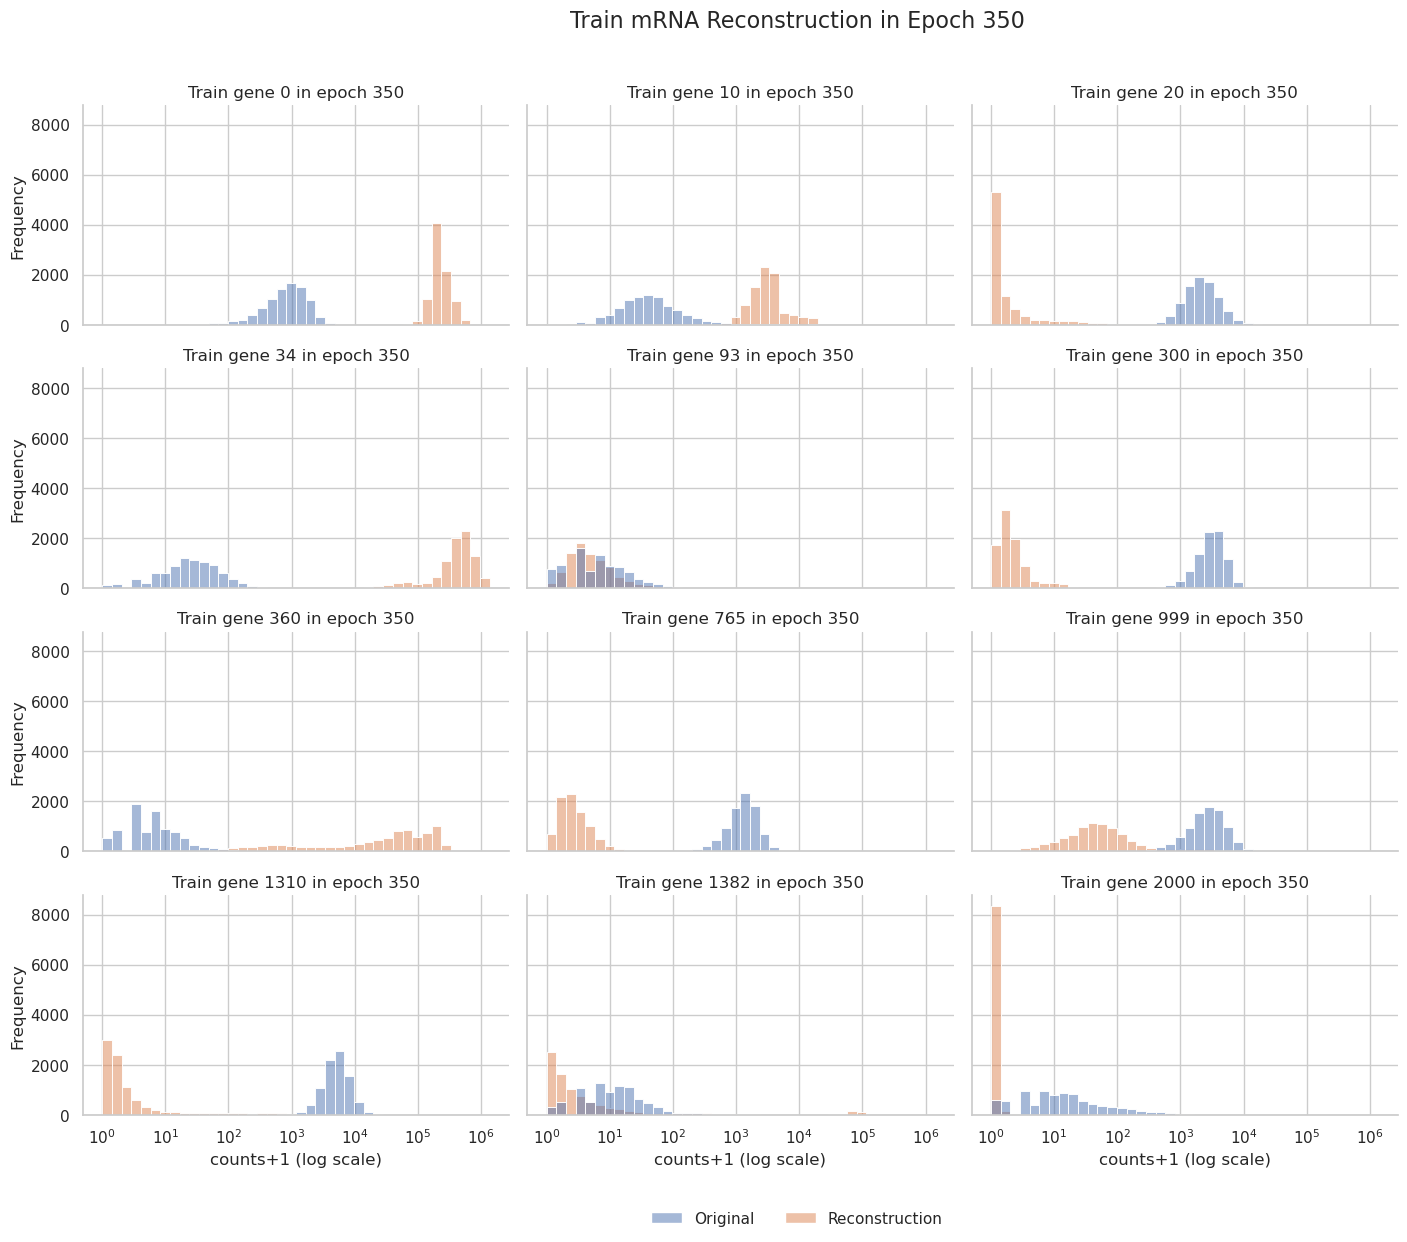 Train mRNA Reconstruction in Epoch 350
Train gene 0 in epoch 350
Train gene 10 in epoch 350
Train gene 20 in epoch 350
8000
6000
4000
2000
0
Frequency
Train gene 34 in epoch 350
Train gene 93 in epoch 350
Train gene 300 in epoch 350
8000
6000
4000
2000
0
Frequency
Train gene 360 in epoch 350
Train gene 765 in epoch 350
Train gene 999 in epoch 350
8000
6000
4000
2000
0
Frequency
Train gene 1310 in epoch 350
Train gene 1382 in epoch 350
Train gene 2000 in epoch 350
8000
6000
4000
2000
0
Frequency
10⁰ 10¹ 10² 10³ 10⁴ 10⁵ 10⁶
10⁰ 10¹ 10² 10³ 10⁴ 10⁵ 10⁶
10⁰ 10¹ 10² 10³ 10⁴ 10⁵ 10⁶
counts+1 (log scale)
counts+1 (log scale)
counts+1 (log scale)
Original
Reconstruction